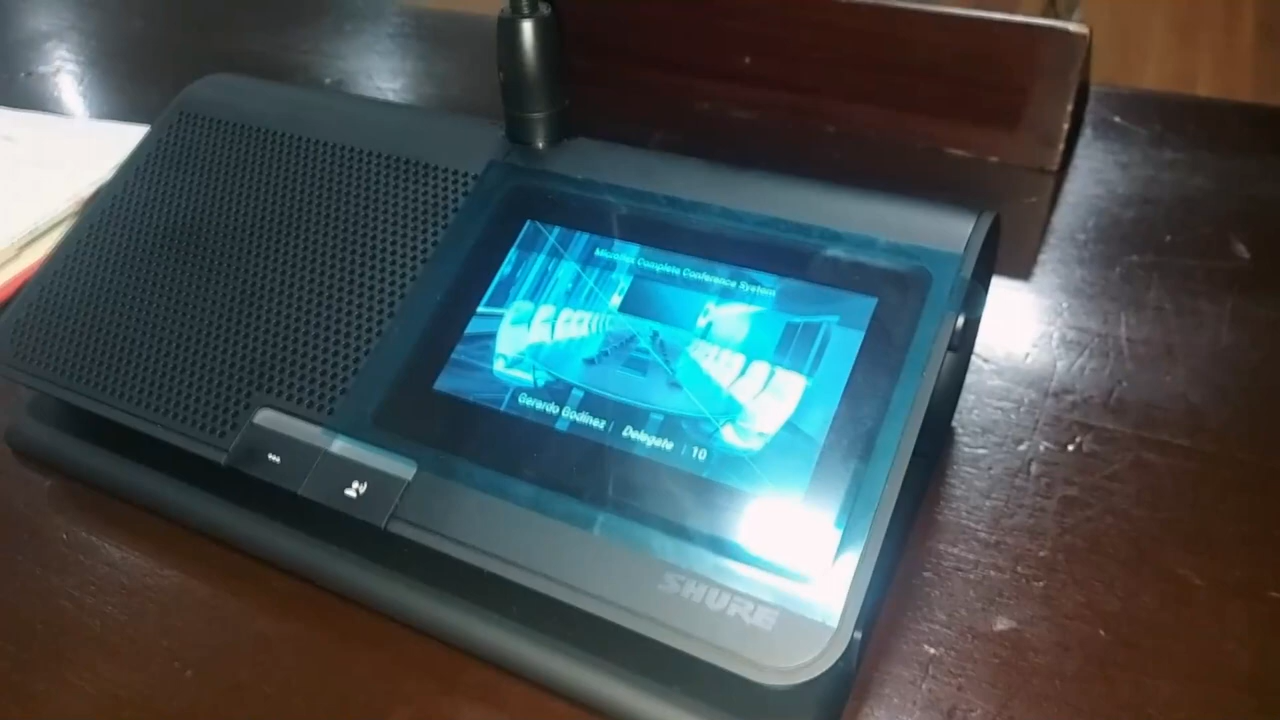 Microflex Complete Conference System
Gerardo Godinez | Delegate | 10
SHURE